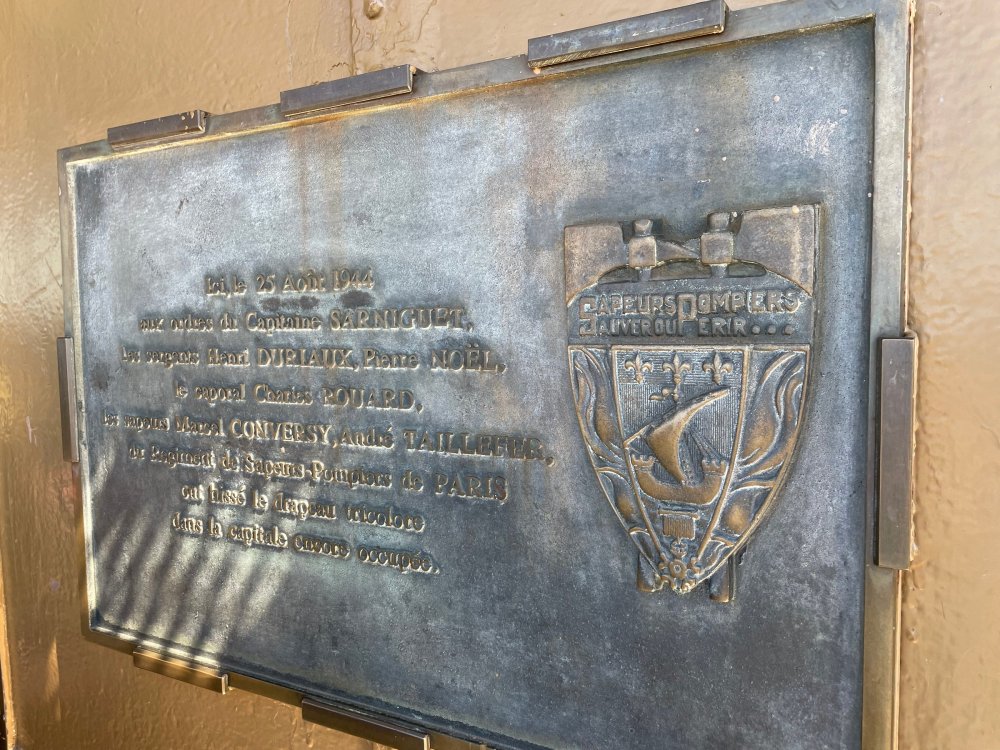 Ici, le 25 Août 1944
aux ordres du Capitaine SARNIGUET,
les sergents Henri DURIAUX, Pierre NOËL,
le caporal Charles ROUARD,
les sapeurs Marcel CONVERSY, André TAILLEFER,
du Régiment de Sapeurs-Pompiers de PARIS
ont hissé le drapeau tricolore
dans la capitale encore occupée.
SAPEURS POMPIERS
SAUVER OU PERIR...